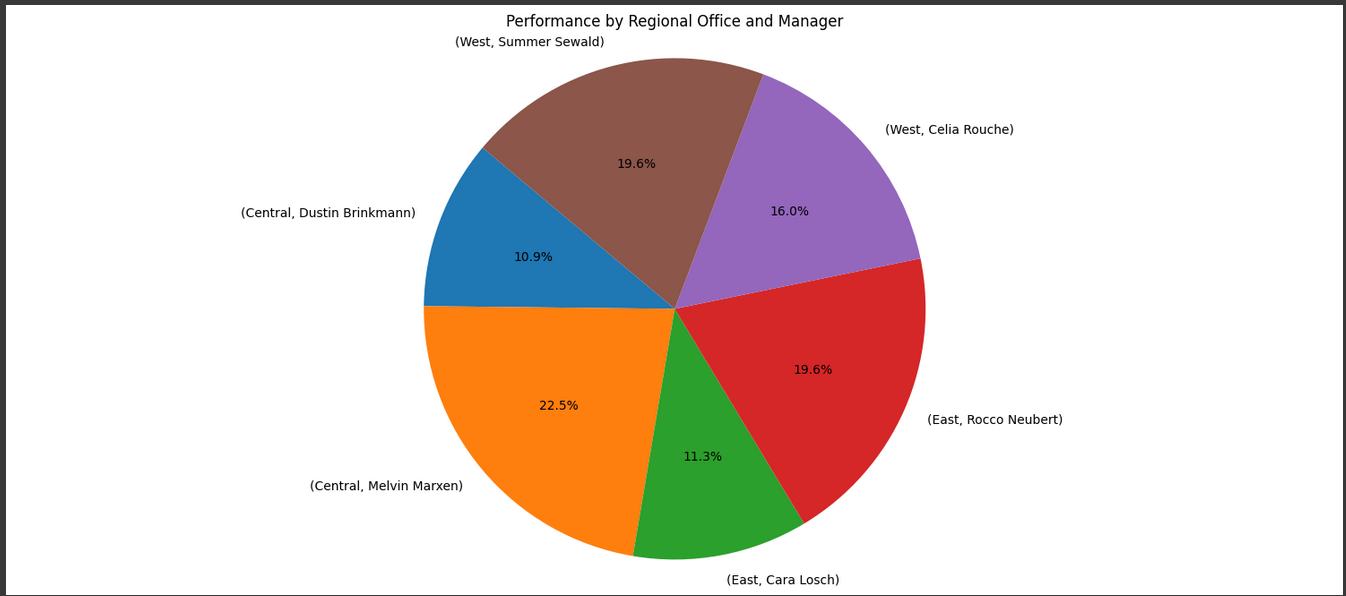 Performance by Regional Office and Manager
(West, Summer Sewald)
(West, Celia Rouche)
19.6%
16.0%
(Central, Dustin Brinkmann)
10.9%
19.6%
22.5%
(East, Rocco Neubert)
11.3%
(Central, Melvin Marxen)
(East, Cara Losch)